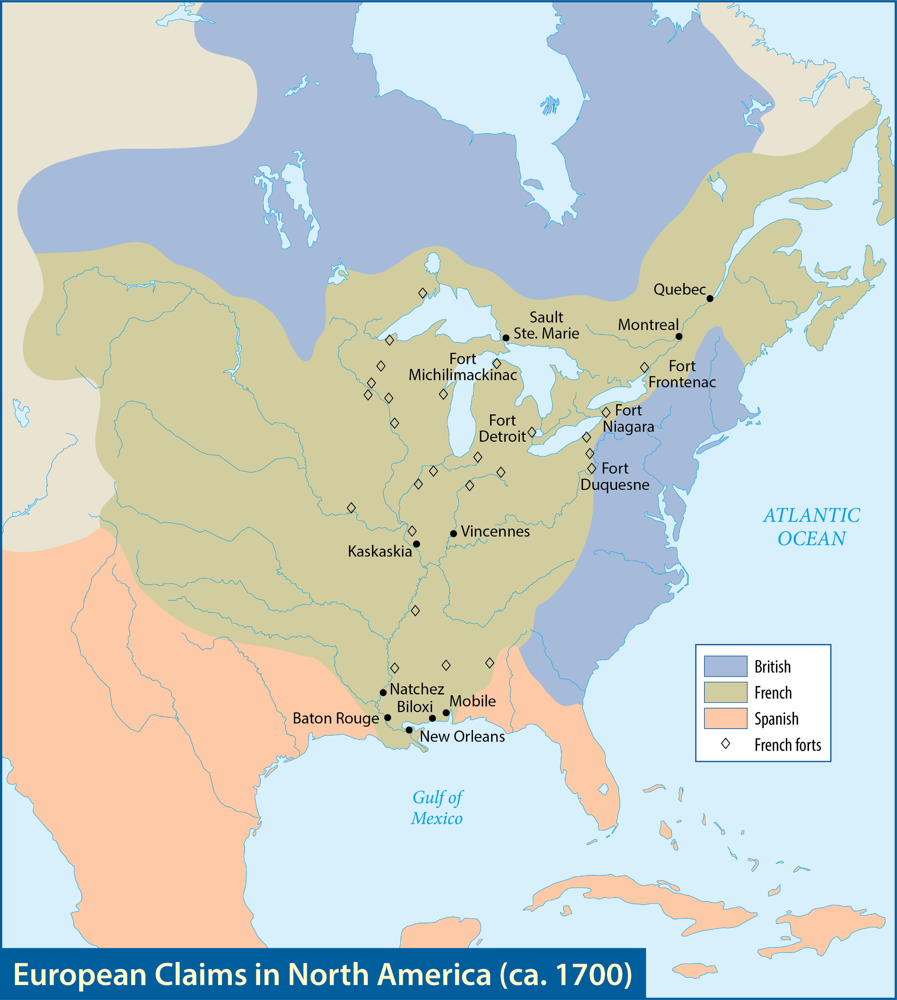 Quebec
Sault
Ste. Marie
Montreal
Fort
Michilimackinac
Fort
Frontenac
Fort
Niagara
Fort
Detroit
Fort
Duquesne
ATLANTIC
OCEAN
Vincennes
Kaskaskia
British
French
Spanish
French forts
Natchez
Biloxi
Mobile
Baton Rouge
New Orleans
Gulf of
Mexico
European Claims in North America (ca. 1700)